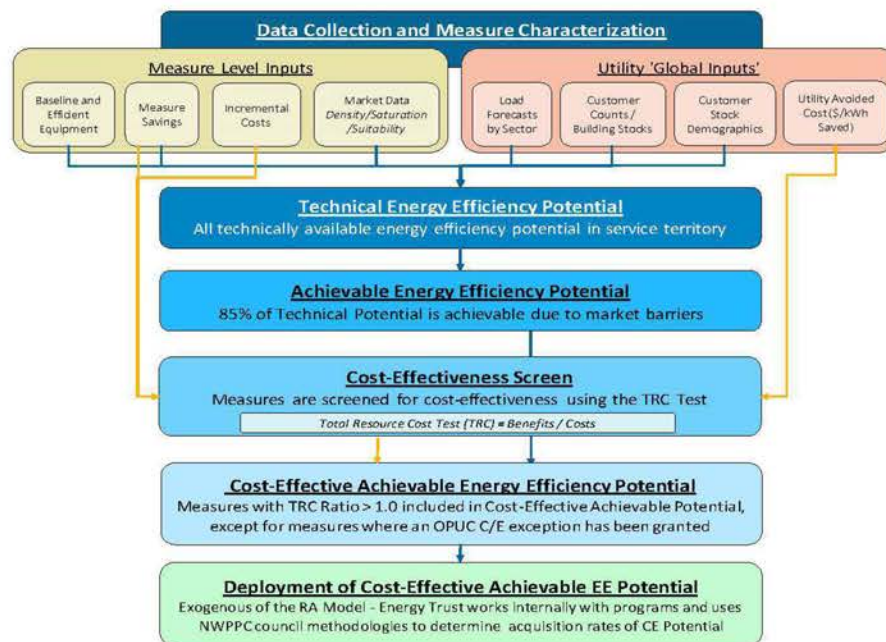 Data Collection and Measure Characterization
Measure Level Inputs
Baseline and
Effident
Equipment
Measure
Savings
Incremental
Costs
Market Data
Density/Saturation
/Suitability
Utility 'Global Inputs'
Load
Forecasts
by Sector
Customer
Counts /
Building Stocks
Customer
Stock
Demographics
Utility Avoided
Cost ($/kWh
Saved)
Technical Energy Efficiency Potential
All technically available energy efficiency potential in service territory
Achievable Energy Efficiency Potential
85% of Technical Potential is achievable due to market barriers
Cost-Effectiveness Screen
Measures are screened for cost-effectiveness using the TRC Test
Total Resource Cost Test (TRC) = Benefits / Costs
Cost-Effective Achievable Energy Efficiency Potential
Measures with TRC Ratio > 1.0 included in Cost-Effective Achievable Potential,
except for measures where an OPUC C/E exception has been granted
Deployment of Cost-Effective Achievable EE Potential
Exogenous of the RA Model - Energy Trust works internally with programs and uses
NWPPC council methodologies to determine acquisition rates of CE Potential